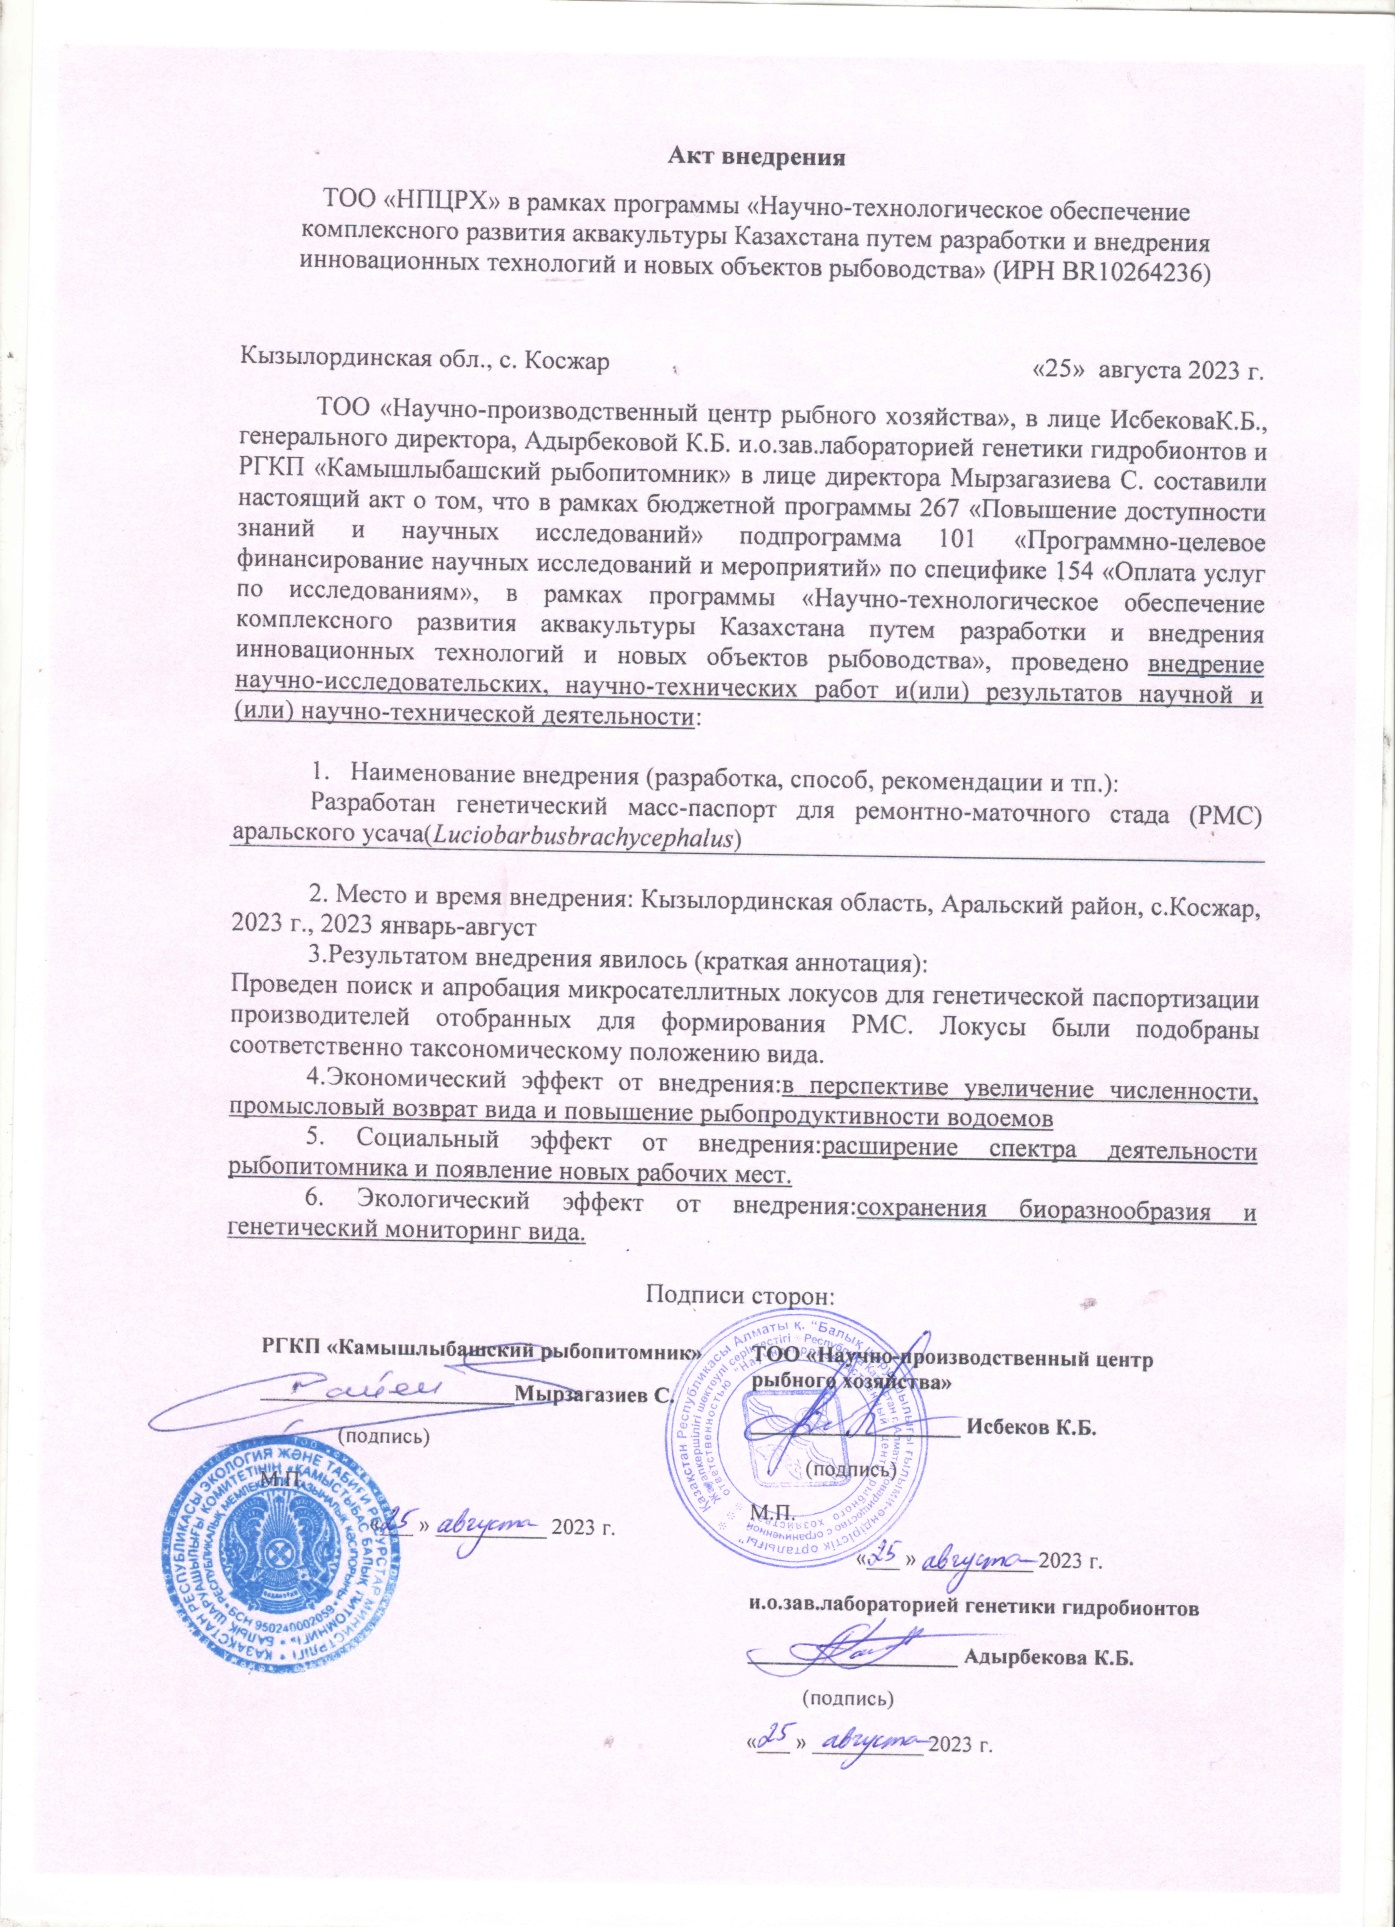 Акт внедрения
ТОО «НПЦРХ» в рамках программы «Научно-технологическое обеспечение
комплексного развития аквакультуры Казахстана путем разработки и внедрения
инновационных технологий и новых объектов рыбоводства» (ИРН BR10264236)
Кызылординская обл., с. Косжар
«25» августа 2023 г.
ТОО «Научно-производственный центр рыбного хозяйства», в лице ИсбековаК.Б.,
генерального директора, Адырбековой К.Б. и.о.зав.лабораторией генетики гидробионтов и
РГКП «Камышлыбашский рыбопитомник» в лице директора Мырзагазиева С. составили
настоящий акт о том, что в рамках бюджетной программы 267 «Повышение доступности
знаний и научных исследований» подпрограмма 101 «Программно-целевое
финансирование научных исследований и мероприятий» по специфике 154 «Оплата услуг
по исследованиям», в рамках программы «Научно-технологическое обеспечение
комплексного развития аквакультуры Казахстана путем разработки и внедрения
инновационных технологий и новых объектов рыбоводства», проведено внедрение
научно-исследовательских, научно-технических работ и(или) результатов научной и
(или) научно-технической деятельности:
1. Наименование внедрения (разработка, способ, рекомендации и тп.):
Разработан генетический масс-паспорт для ремонтно-маточного стада (РМС)
аральского усача(Luciobarbusbrachycephalus)
2. Место и время внедрения: Кызылординская область, Аральский район, с.Косжар,
2023 г., 2023 январь-август
3.Результатом внедрения явилось (краткая аннотация):
Проведен поиск и апробация микросателлитных локусов для генетической паспортизации
производителей отобранных для формирования РМС. Локусы были подобраны
соответственно таксономическому положению вида.
4.Экономический эффект от внедрения:в перспективе увеличение численности,
промысловый возврат вида и повышение рыбопродуктивности водоемов
5. Социальный эффект от внедрения:расширение спектра деятельности
рыбопитомника и появление новых рабочих мест.
6. Экологический эффект от внедрения:сохранения биоразнообразия и
генетический мониторинг вида.
Подписи сторон:
РГКП «Камышлыбашский рыбопитомник»
Мырзагазиев С.
(подпись)
М.П.
«25» августа 2023 г.
БСН 950240002059
ТОО «Научно-производственный центр
рыбного хозяйства»
Исбеков К.Б.
(подпись)
М.П.
«25» августа 2023 г.
и.о.зав.лабораторией генетики гидробионтов
Адырбекова К.Б.
(подпись)
«25» августа 2023 г.